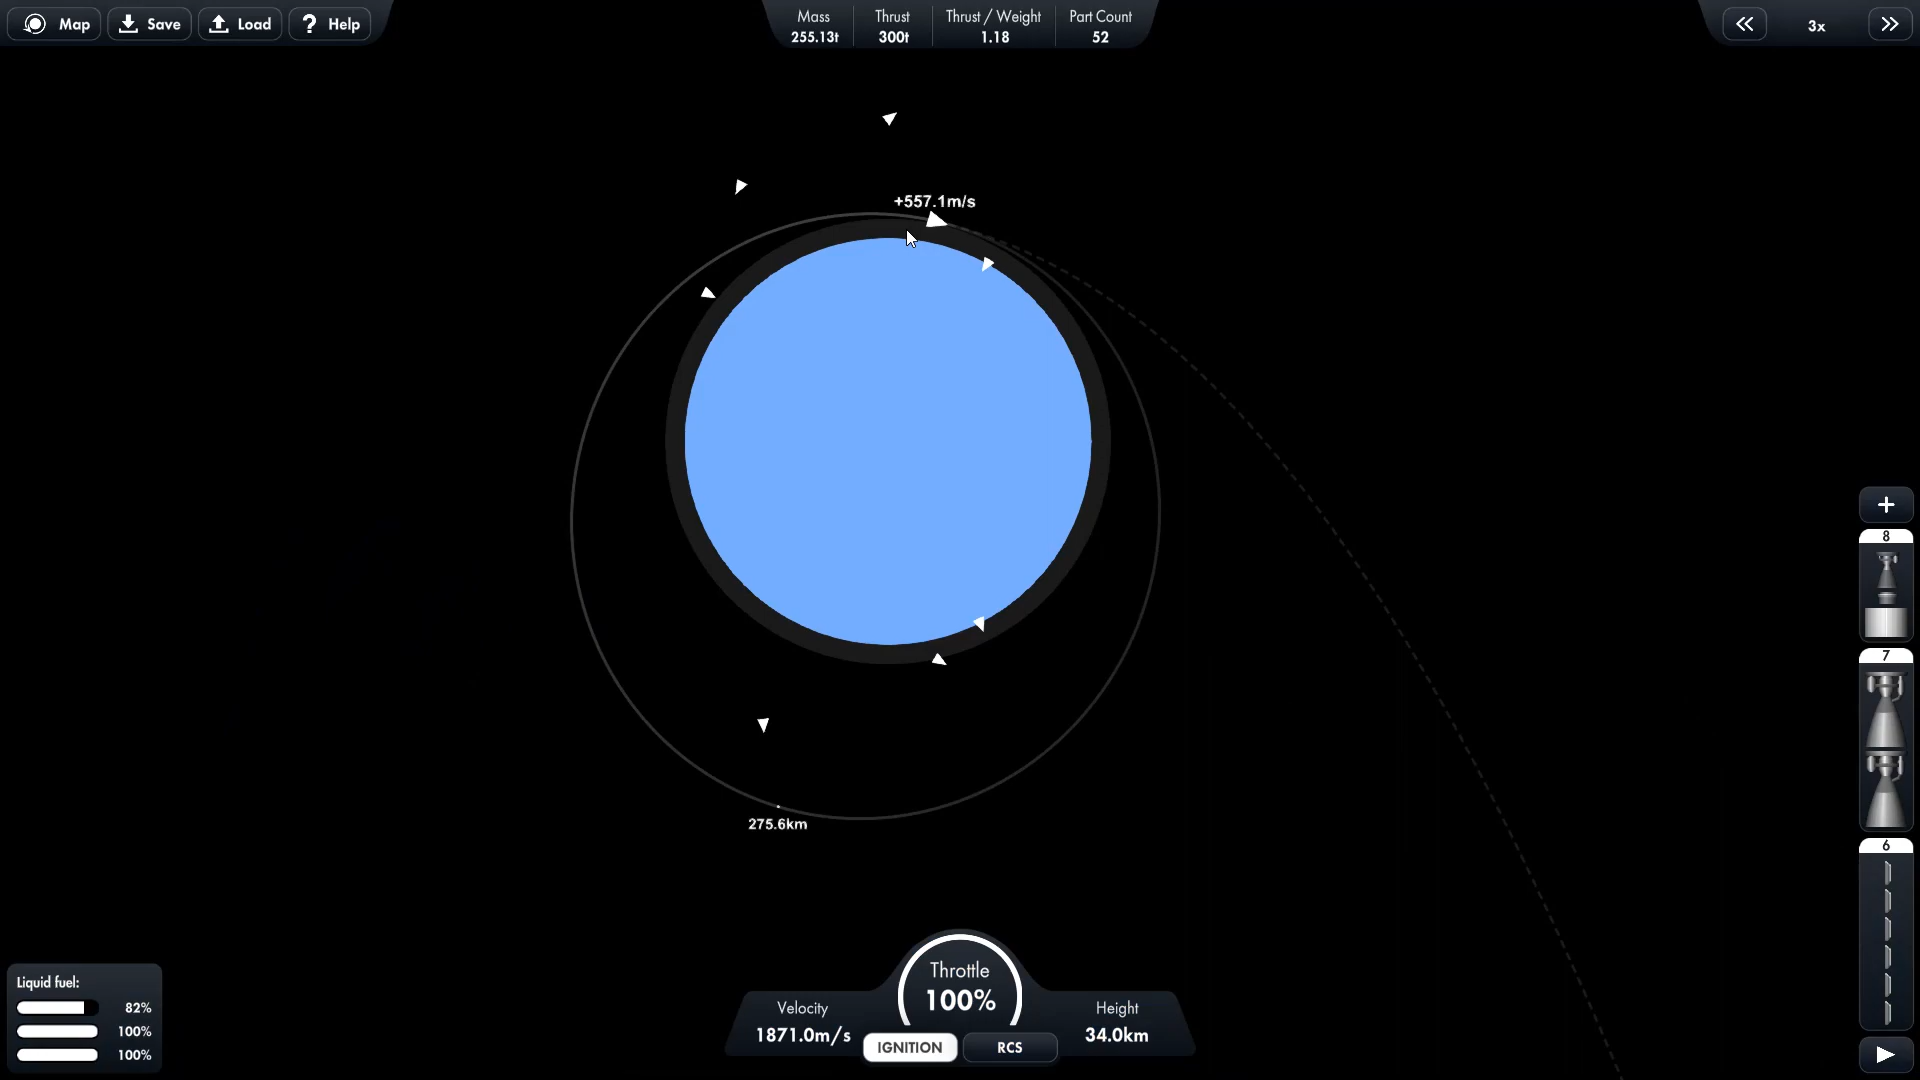 Map
Save
Load
? Help
Mass
255.13t
Thrust
300t
Thrust / Weight
1.18
Part Count
52
3x
+557.1m/s
275.6km
8
7
6
Liquid fuel:
82%
100%
100%
Throttle
100%
Velocity
1871.0m/s
IGNITION
RCS
Height
34.0km